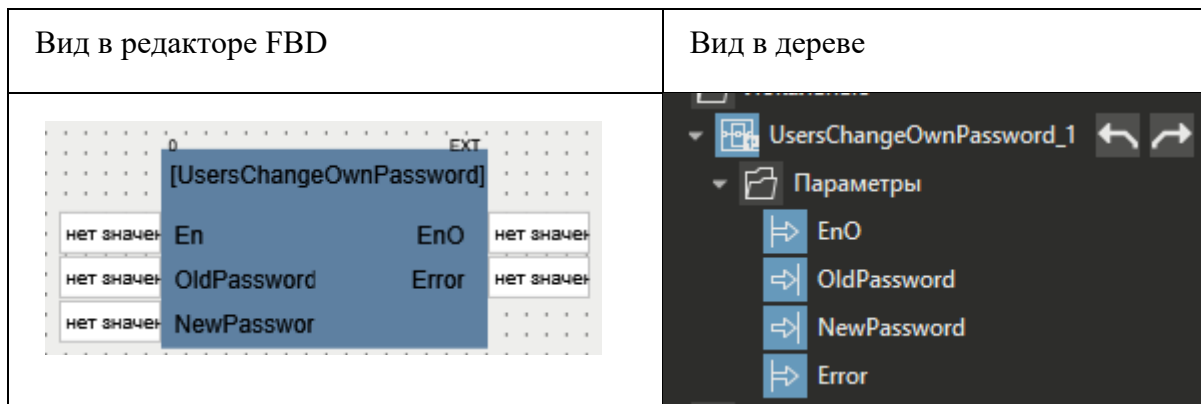 Вид в редакторе FBD
Вид в дереве
0 EXT
[UsersChangeOwnPassword]
нет значен En EnO нет значен
нет значен OldPassword Error нет значен
нет значен NewPasswor
UsersChangeOwnPassword_1
Параметры
EnO
OldPassword
NewPassword
Error